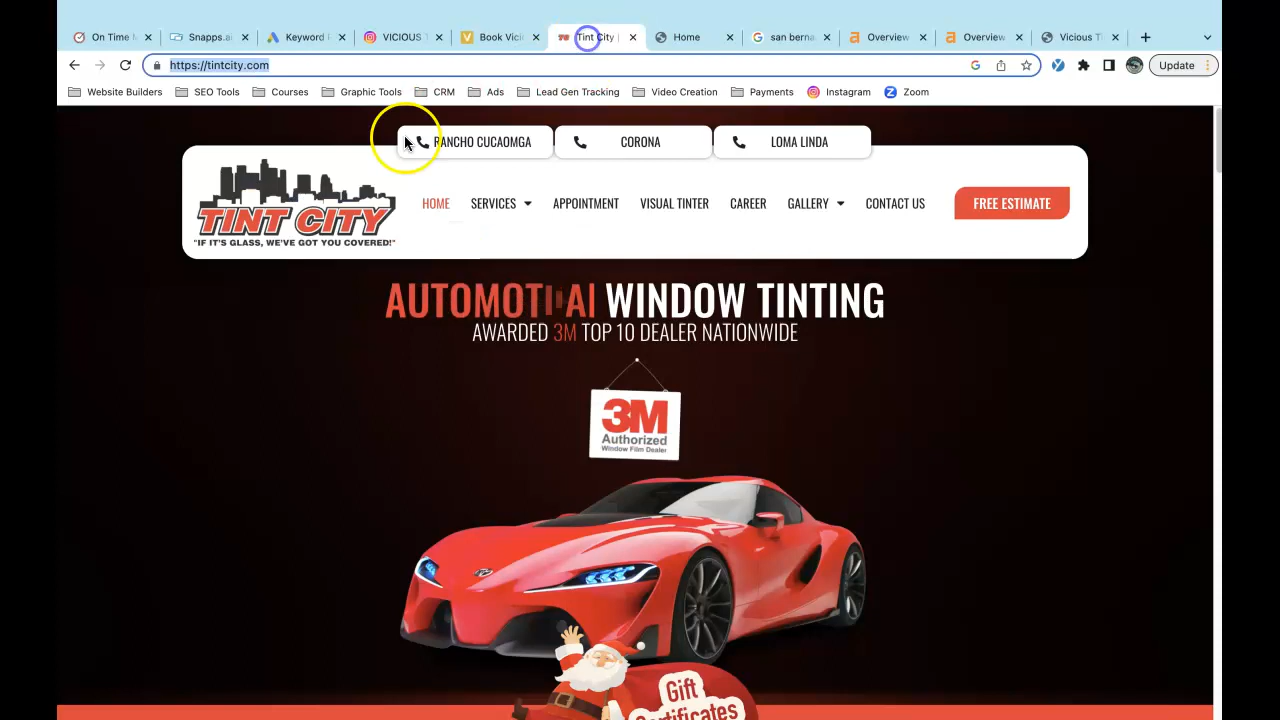 On Time M
Snapps.ai
Keyword
VICIOUS T
Book Vici
Tint City |
Home
san berna
Overview
Overview
Vicious Ti
https://tintcity.com
Update
Website Builders
SEO Tools
Courses
Graphic Tools
CRM
Ads
Lead Gen Tracking
Video Creation
Payments
Instagram
Zoom
RANCHO CUCAOMGA
CORONA
LOMA LINDA
TINT CITY
"IF IT'S GLASS, WE'VE GOT YOU COVERED!"
HOME
SERVICES
APPOINTMENT
VISUAL TINTER
CAREER
GALLERY
CONTACT US
FREE ESTIMATE
WINDOW TINTING
AWARDED 3M TOP 10 DEALER NATIONWIDE
3M
Authorized
Window Film Dealer
Gift
Certificates